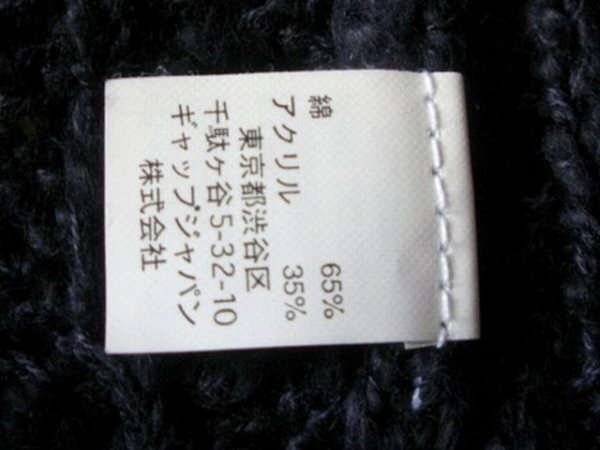 綿 65%
アクリル 35%
東京都渋谷区
千駄ヶ谷5-32-10
ギャップジャパン
株式会社